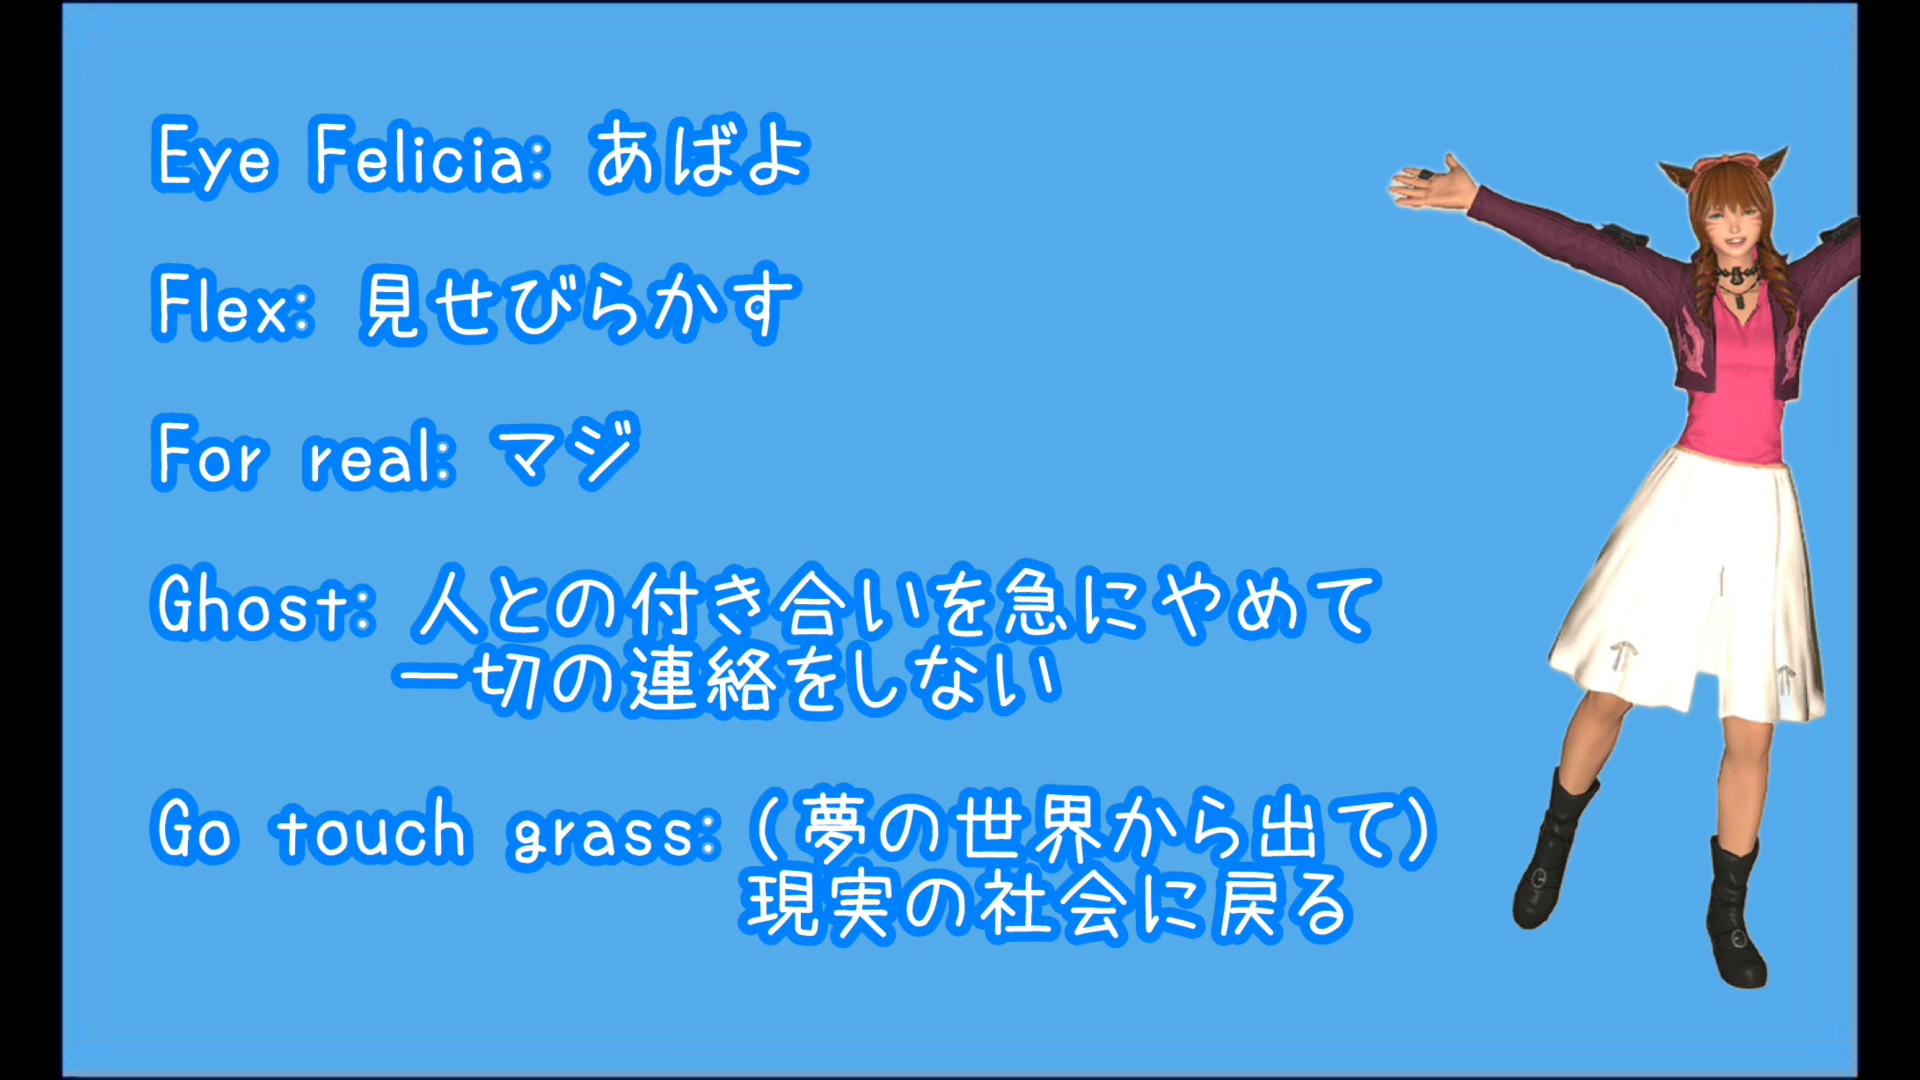 Eye Felicia: あばよ
Flex: 見せびらかす
For real: マジ
Ghost: 人との付き合いを急にやめて
一切の連絡をしない
Go touch grass: (夢の世界から出て)
現実の社会に戻る